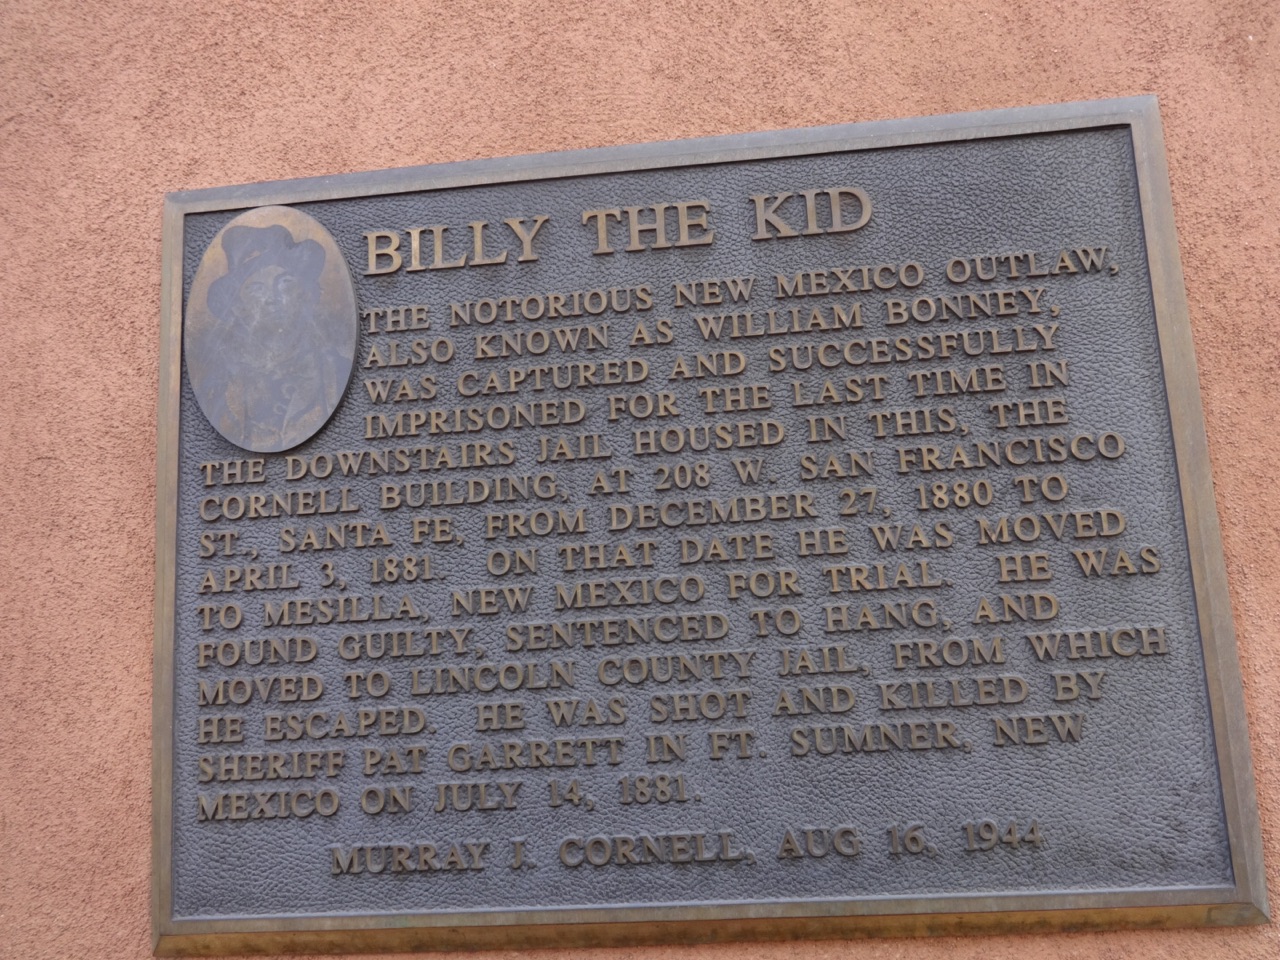 BILLY THE KID
THE NOTORIOUS NEW MEXICO OUTLAW,
ALSO KNOWN AS WILLIAM BONNEY,
WAS CAPTURED AND SUCCESSFULLY
IMPRISONED FOR THE LAST TIME IN
THE DOWNSTAIRS JAIL HOUSED IN THIS, THE
CORNELL BUILDING, AT 208 W. SAN FRANCISCO
ST., SANTA FE, FROM DECEMBER 27, 1880 TO
APRIL 3, 1881. ON THAT DATE HE WAS MOVED
TO MESILLA, NEW MEXICO FOR TRIAL. HE WAS
FOUND GUILTY, SENTENCED TO HANG, AND
MOVED TO LINCOLN COUNTY JAIL, FROM WHICH
HE ESCAPED. HE WAS SHOT AND KILLED BY
SHERIFF PAT GARRETT IN FT. SUMNER, NEW
MEXICO ON JULY 14, 1881.
MURRAY J. CORNELL, AUG 16, 1944